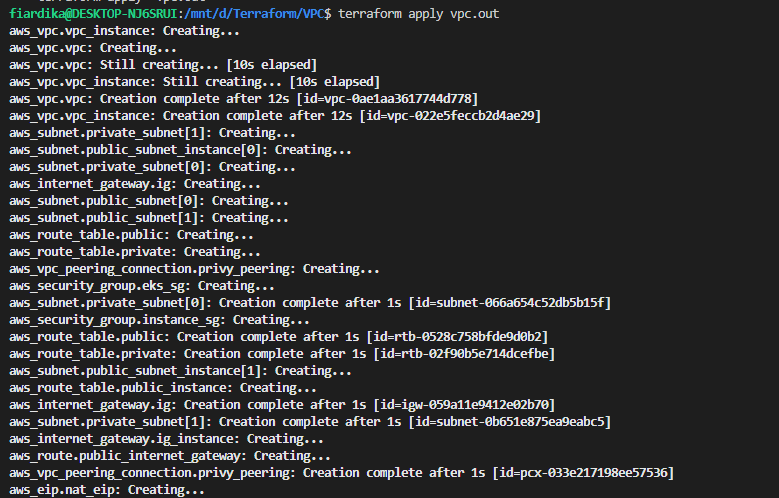 fiardika@DESKTOP-NJ6SRUI:/mnt/d/Terraform/VPC$ terraform apply vpc.out
aws_vpc.vpc_instance: Creating...
aws_vpc.vpc: Creating...
aws_vpc.vpc: Still creating... [10s elapsed]
aws_vpc.vpc_instance: Still creating... [10s elapsed]
aws_vpc.vpc: Creation complete after 12s [id=vpc-0ae1aa3617744d778]
aws_vpc.vpc_instance: Creation complete after 12s [id=vpc-022e5feccb2d4ae29]
aws_subnet.private_subnet[1]: Creating...
aws_subnet.public_subnet_instance[0]: Creating...
aws_subnet.private_subnet[0]: Creating...
aws_internet_gateway.ig: Creating...
aws_subnet.public_subnet[0]: Creating...
aws_subnet.public_subnet[1]: Creating...
aws_route_table.public: Creating...
aws_route_table.private: Creating...
aws_vpc_peering_connection.privy_peering: Creating...
aws_security_group.eks_sg: Creating...
aws_subnet.private_subnet[0]: Creation complete after 1s [id=subnet-066a654c52db5b15f]
aws_security_group.instance_sg: Creating...
aws_route_table.public: Creation complete after 1s [id=rtb-0528c758bfde9d0b2]
aws_route_table.private: Creation complete after 1s [id=rtb-02f90b5e714dcefbe]
aws_subnet.public_subnet_instance[1]: Creating...
aws_route_table.public_instance: Creating...
aws_internet_gateway.ig: Creation complete after 1s [id=igw-059a11e9412e02b70]
aws_subnet.private_subnet[1]: Creation complete after 1s [id=subnet-0b651e875ea9eabc5]
aws_internet_gateway.ig_instance: Creating...
aws_route.public_internet_gateway: Creating...
aws_vpc_peering_connection.privy_peering: Creation complete after 1s [id=pcx-033e217198ee57536]
aws_eip.nat_eip: Creating...